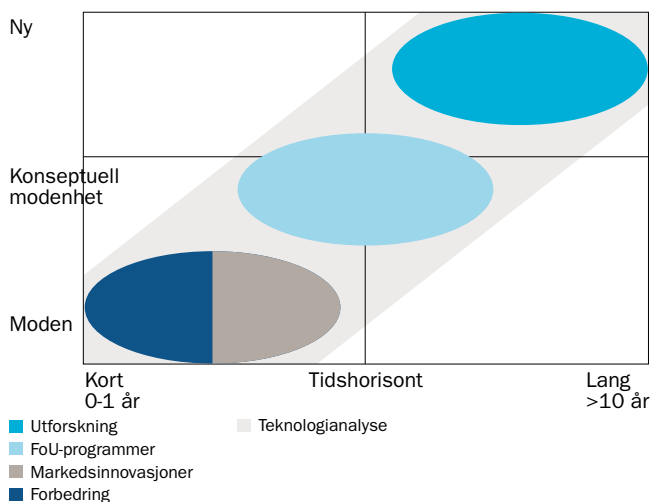 Ny
Konseptuell
modenhet
Moden
Kort
0-1 år
Tidshorisont
Lang
>10 år
Utforskning
Teknologianalyse
FoU-programmer
Markedsinnovasjoner
Forbedring